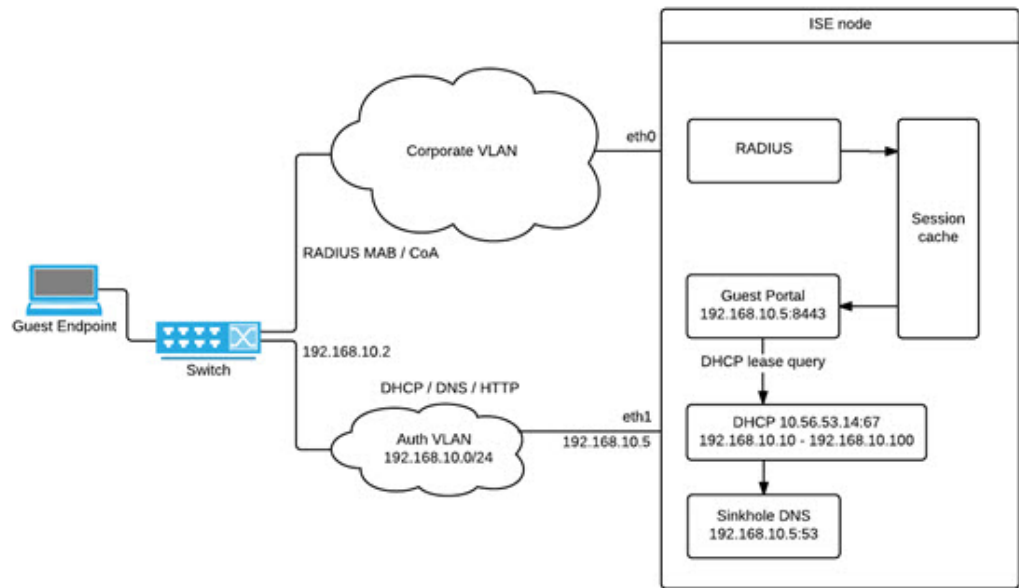 ISE node
eth0
Corporate VLAN
RADIUS
Session
cache
RADIUS MAB / CoA
Guest Endpoint
Switch
192.168.10.2
Guest Portal
192.168.10.5:8443
DHCP lease query
DHCP / DNS / HTTP
eth1
192.168.10.5
Auth VLAN
192.168.10.0/24
DHCP 10.56.53.14:67
192.168.10.10 - 192.168.10.100
Sinkhole DNS
192.168.10.5:53